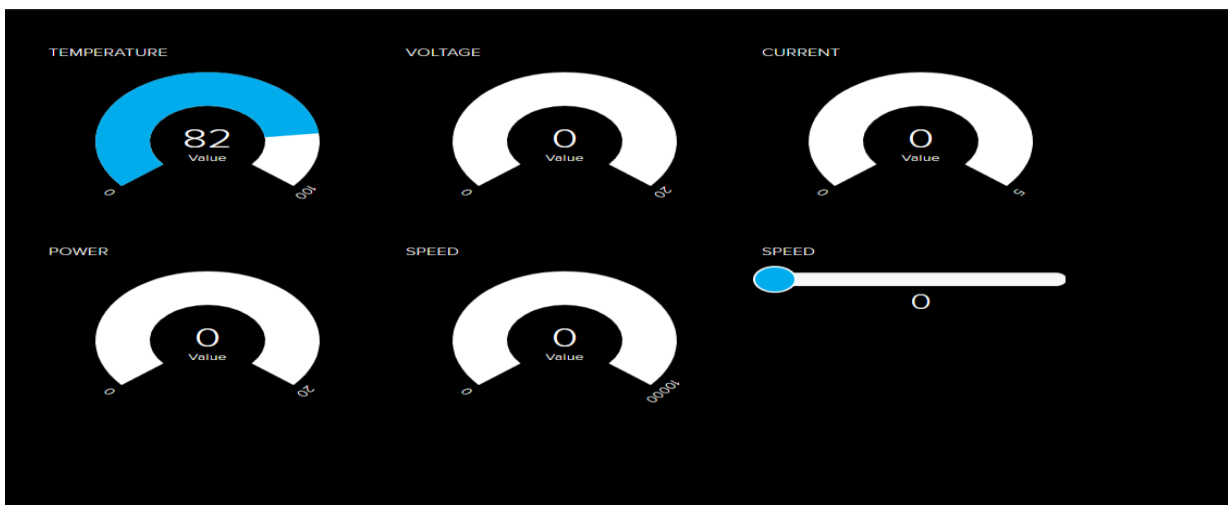 TEMPERATURE
82
Value
0
100
VOLTAGE
0
Value
0
20
CURRENT
0
Value
0
5
POWER
0
Value
0
20
SPEED
0
Value
0
10000
SPEED
0